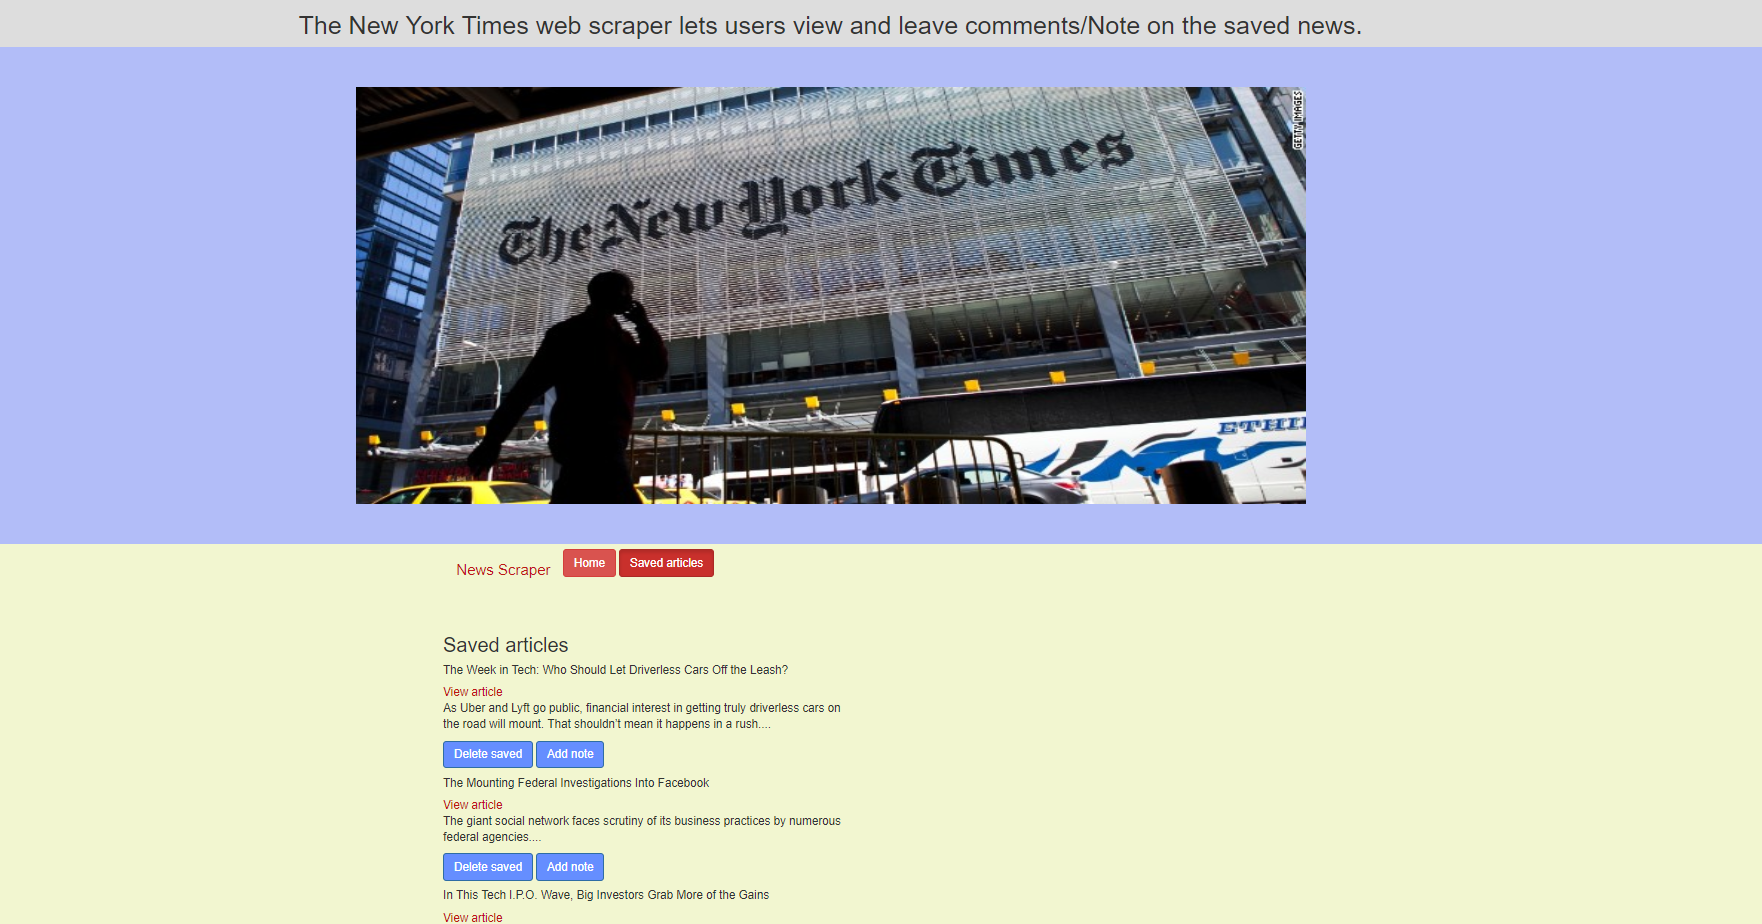 The New York Times web scraper lets users view and leave comments/Note on the saved news.
GETTY IMAGES
The New York Times
ETHI
News Scraper
Home
Saved articles
Saved articles
The Week in Tech: Who Should Let Driverless Cars Off the Leash?
View article
As Uber and Lyft go public, financial interest in getting truly driverless cars on
the road will mount. That shouldn’t mean it happens in a rush....
Delete saved
Add note
The Mounting Federal Investigations Into Facebook
View article
The giant social network faces scrutiny of its business practices by numerous
federal agencies....
Delete saved
Add note
In This Tech I.P.O. Wave, Big Investors Grab More of the Gains
View article